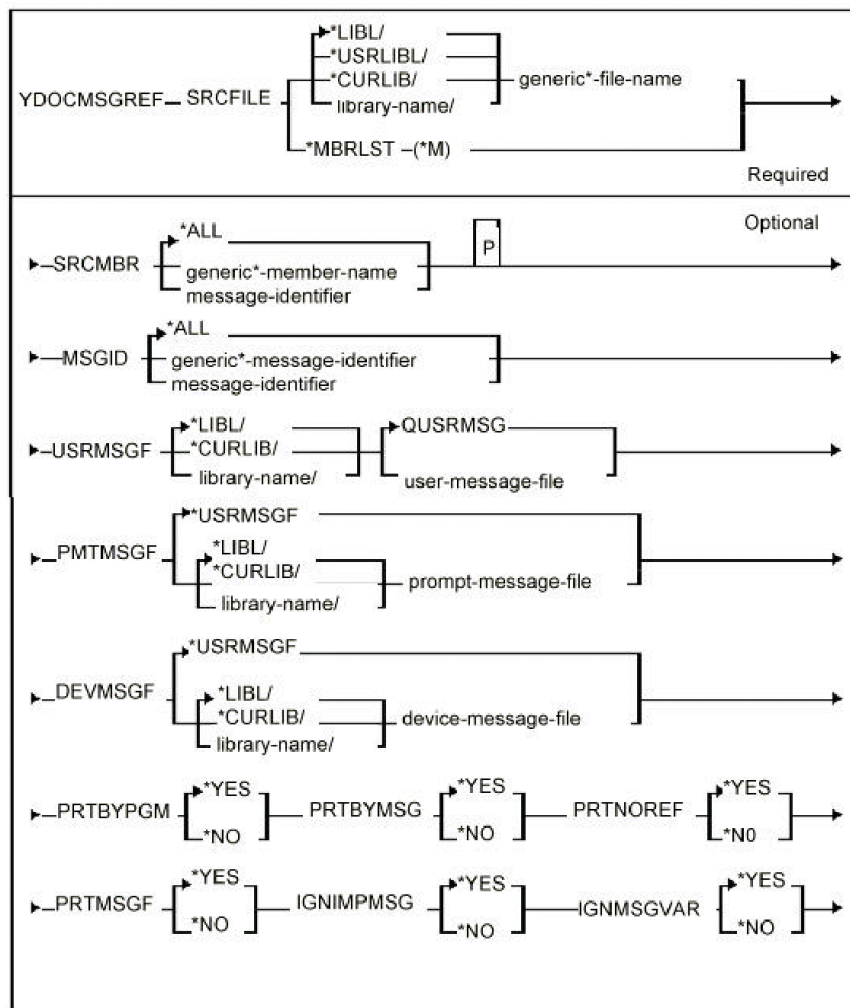 *LIBL/
*USRLIBL/
*CURLIB/
generic*-file-name
library-name/
YDOCMSGREF SRCFILE
*MBRLST -(*M)
Required
Optional
*ALL
P
SRCMBR
generic*-member-name
message-identifier
*ALL
MSGID
generic*-message-identifier
message-identifier
*LIBL/
QUSRMSG
USRMSGF
*CURLIB/
library-name/
user-message-file
*USRMSGF
PMTMSGF
*LIBL/
*CURLIB/
prompt-message-file
library-name/
*USRMSGF
DEVMSGF
*LIBL/
*CURLIB/
device-message-file
library-name/
*YES
*YES
*YES
PRTBYPGM
PRTBYMSG
PRTNOREF
*NO
*NO
*N0
*YES
*YES
*YES
PRTMSGF
IGNIMPMSG
IGNMSGVAR
*NO
*NO
*NO